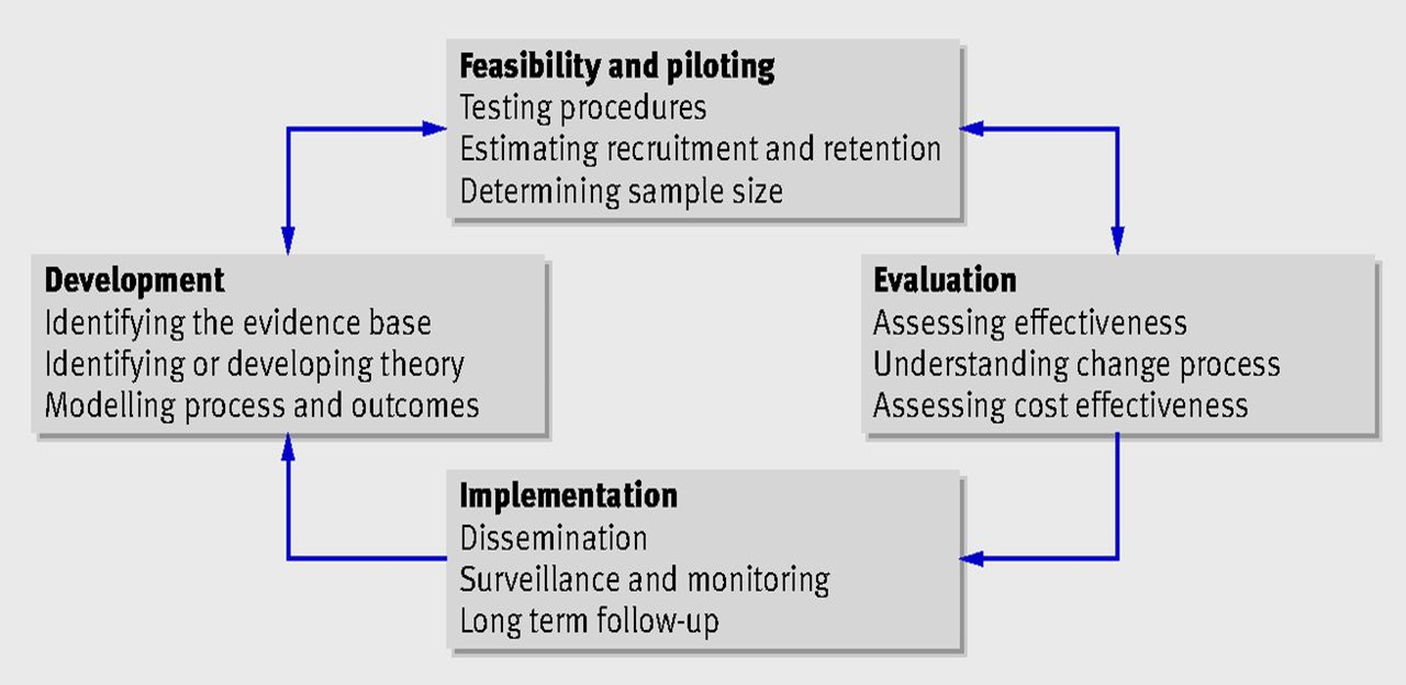 Feasibility and piloting
Testing procedures
Estimating recruitment and retention
Determining sample size
Development
Identifying the evidence base
Identifying or developing theory
Modelling process and outcomes
Evaluation
Assessing effectiveness
Understanding change process
Assessing cost effectiveness
Implementation
Dissemination
Surveillance and monitoring
Long term follow-up